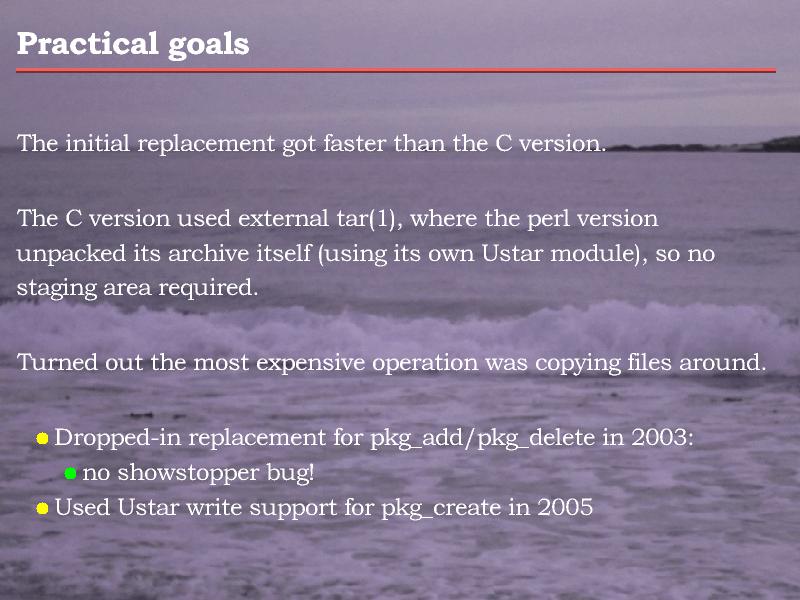 Practical goals
The initial replacement got faster than the C version.
The C version used external tar(1), where the perl version
unpacked its archive itself (using its own Ustar module), so no
staging area required.
Turned out the most expensive operation was copying files around.
Dropped-in replacement for pkg_add/pkg_delete in 2003:
no showstopper bug!
Used Ustar write support for pkg_create in 2005